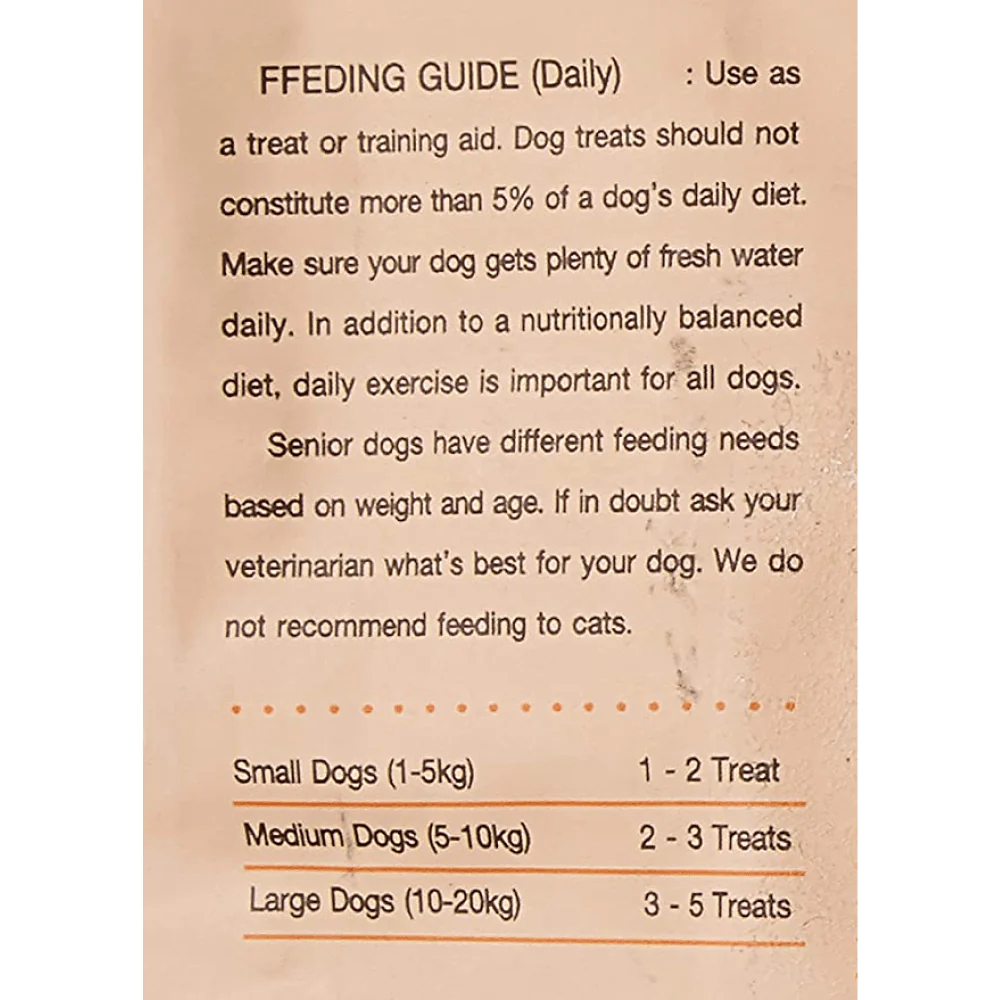 FFEDING GUIDE (Daily) : Use as
a treat or training aid. Dog treats should not
constitute more than 5% of a dog's daily diet.
Make sure your dog gets plenty of fresh water
daily. In addition to a nutritionally balanced
diet, daily exercise is important for all dogs.
Senior dogs have different feeding needs
based on weight and age. If in doubt ask your
veterinarian what's best for your dog. We do
not recommend feeding to cats.
Small Dogs (1-5kg) 1 - 2 Treat
Medium Dogs (5-10kg) 2 - 3 Treats
Large Dogs (10-20kg) 3 - 5 Treats